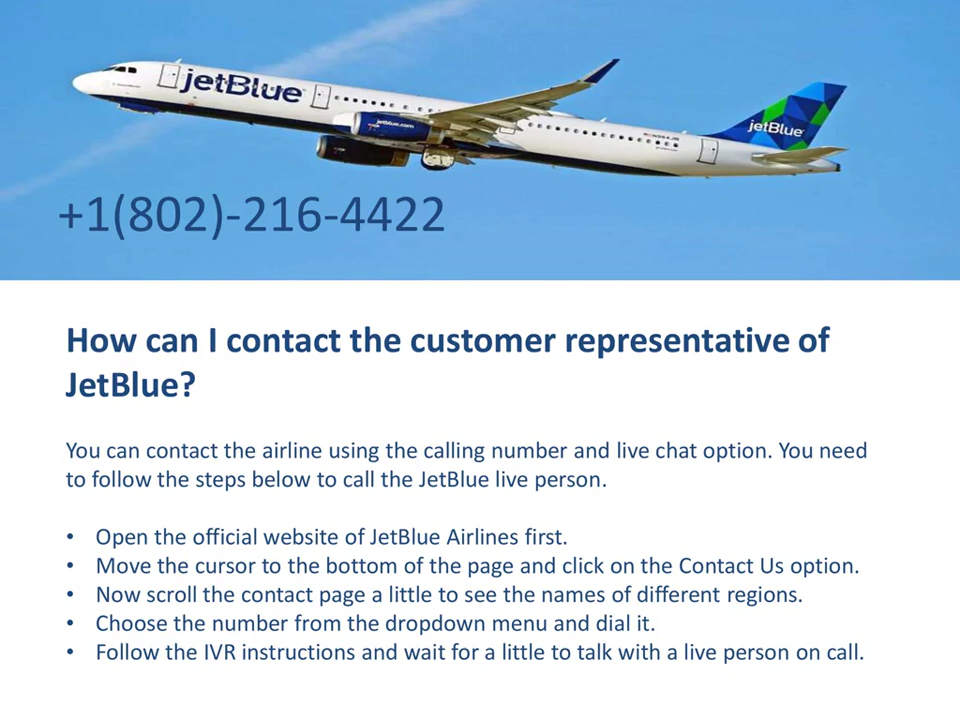 jetBlue
jetblue.com
jetBlue
+1(802)-216-4422
How can I contact the customer representative of
JetBlue?
You can contact the airline using the calling number and live chat option. You need
to follow the steps below to call the JetBlue live person.
• Open the official website of JetBlue Airlines first.
• Move the cursor to the bottom of the page and click on the Contact Us option.
• Now scroll the contact page a little to see the names of different regions.
• Choose the number from the dropdown menu and dial it.
• Follow the IVR instructions and wait for a little to talk with a live person on call.